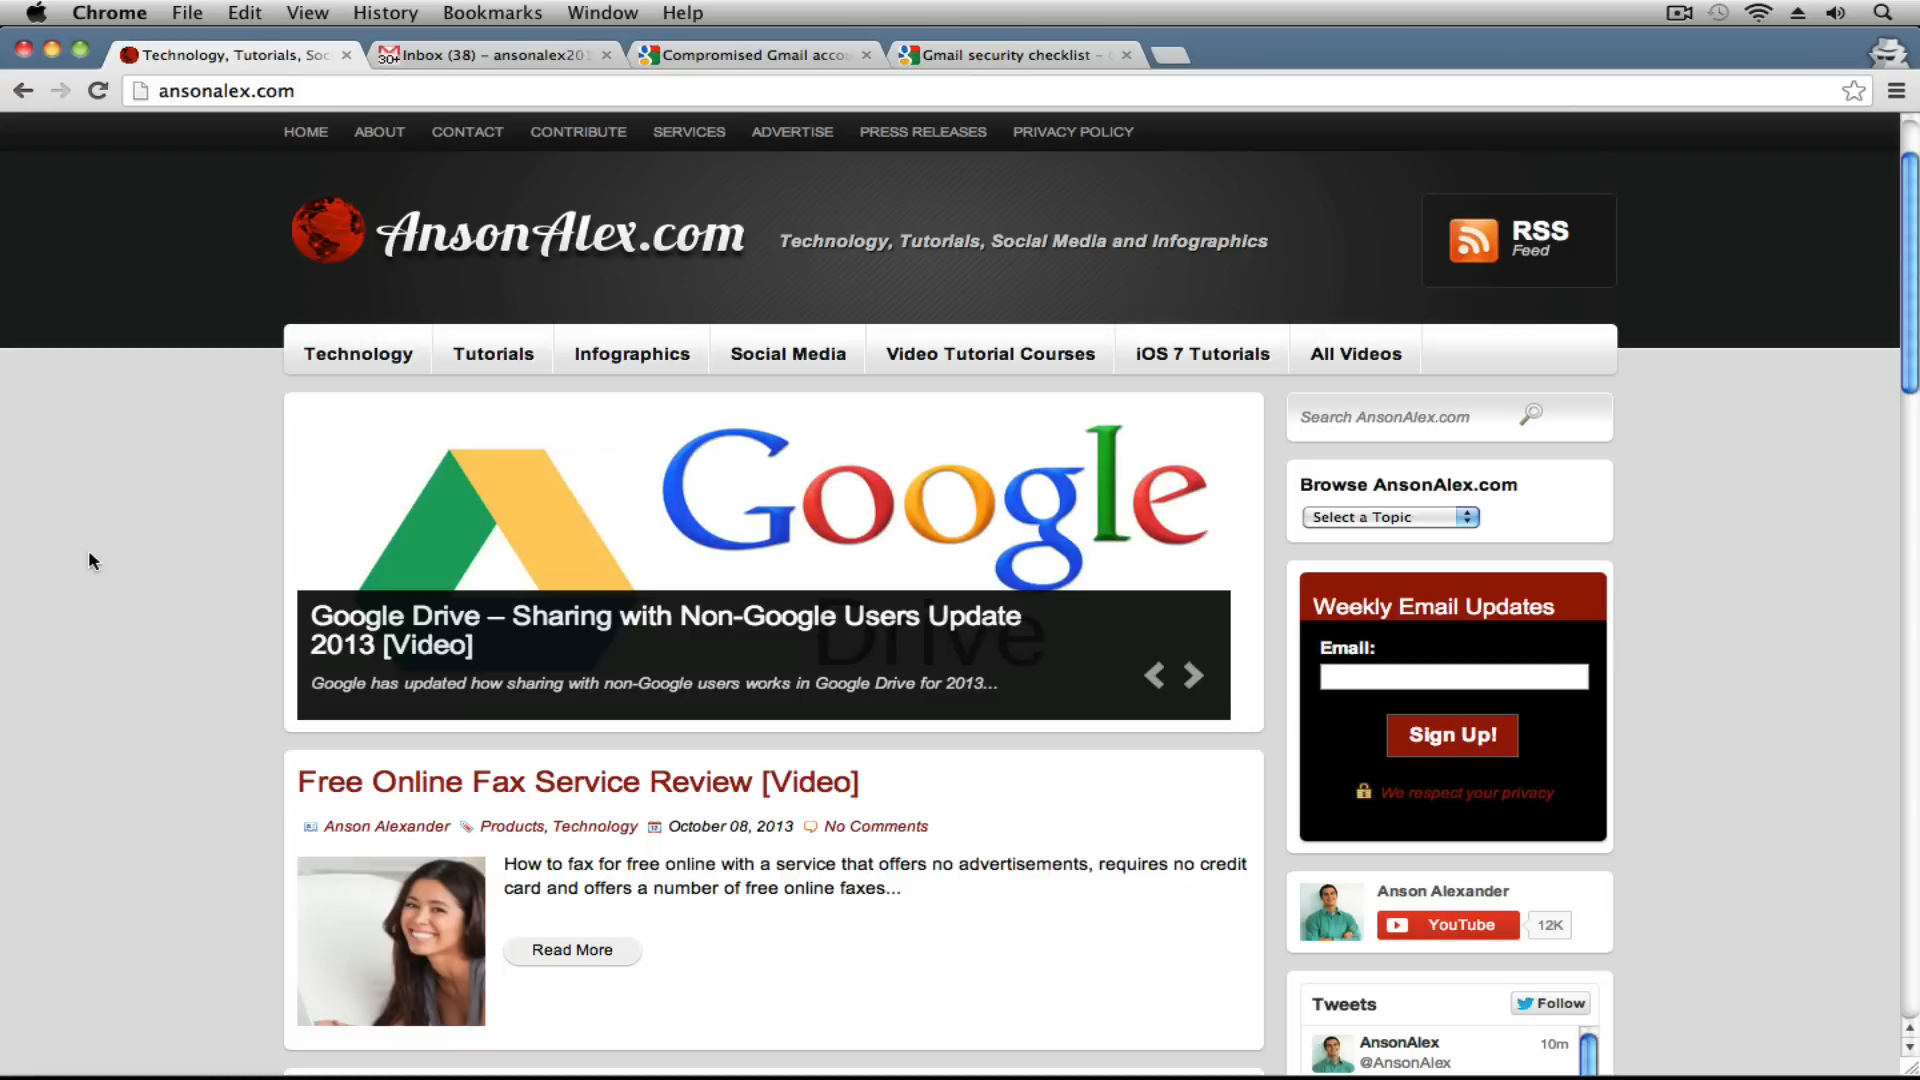 Chrome File Edit View History Bookmarks Window Help
Technology, Tutorials, Soc
30+ Inbox (38) – ansonalex201
Compromised Gmail accou
Gmail security checklist –
ansonalex.com
HOME ABOUT CONTACT CONTRIBUTE SERVICES ADVERTISE PRESS RELEASES PRIVACY POLICY
AnsonAlex.com
Technology, Tutorials, Social Media and Infographics
RSS
Feed
Technology Tutorials Infographics Social Media Video Tutorial Courses iOS 7 Tutorials All Videos
Google
Drive
Google Drive – Sharing with Non-Google Users Update
2013 [Video]
Google has updated how sharing with non-Google users works in Google Drive for 2013...
Free Online Fax Service Review [Video]
Anson Alexander Products, Technology 12 October 08, 2013 No Comments
How to fax for free online with a service that offers no advertisements, requires no credit
card and offers a number of free online faxes...
Read More
Search AnsonAlex.com
Browse AnsonAlex.com
Select a Topic
Weekly Email Updates
Email:
Sign Up!
We respect your privacy
Anson Alexander
YouTube 12K
Tweets Follow
AnsonAlex 10m
@AnsonAlex